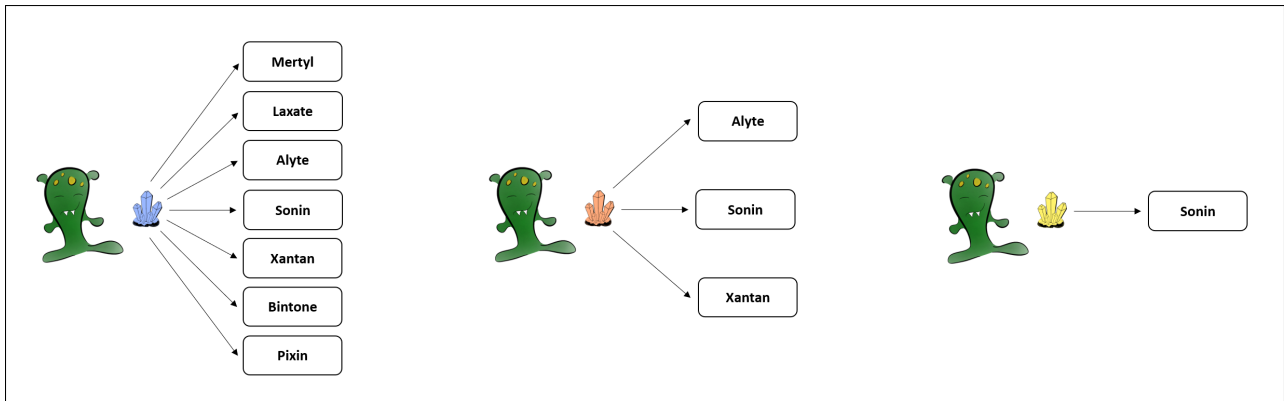 Mertyl
Laxate
Alyte
Sonin
Xantan
Bintone
Pixin
Alyte
Sonin
Xantan
Sonin